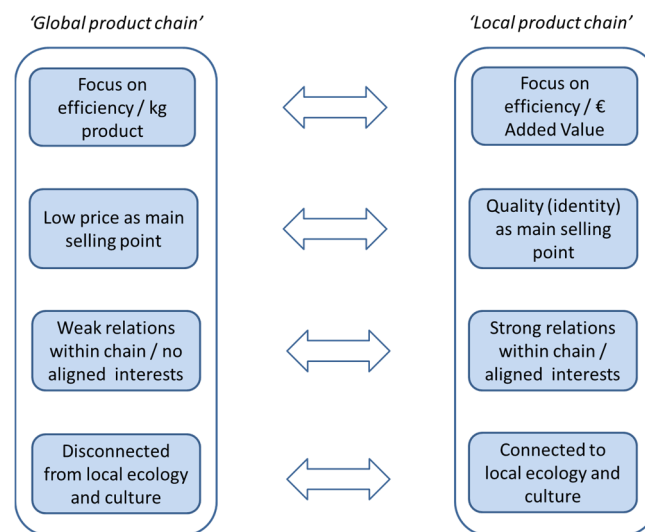 ‘Global product chain’
Focus on
efficiency / kg
product
Low price as main
selling point
Weak relations
within chain / no
aligned interests
Disconnected
from local ecology
and culture
‘Local product chain’
Focus on
efficiency / €
Added Value
Quality (identity)
as main selling
point
Strong relations
within chain /
aligned interests
Connected to
local ecology and
culture